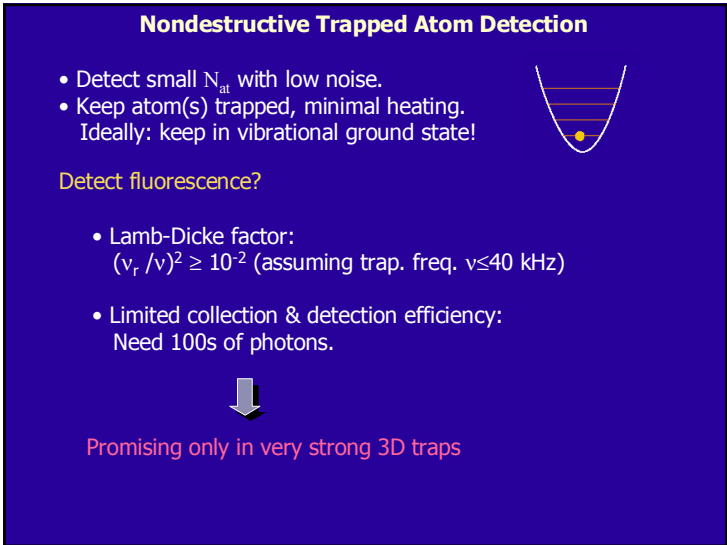 Nondestructive Trapped Atom Detection
• Detect small Nₐₜ with low noise.
• Keep atom(s) trapped, minimal heating.
Ideally: keep in vibrational ground state!
Detect fluorescence?
• Lamb-Dicke factor:
(νᵣ /ν)² ≥ 10⁻² (assuming trap. freq. ν≤40 kHz)
• Limited collection & detection efficiency:
Need 100s of photons.
Promising only in very strong 3D traps